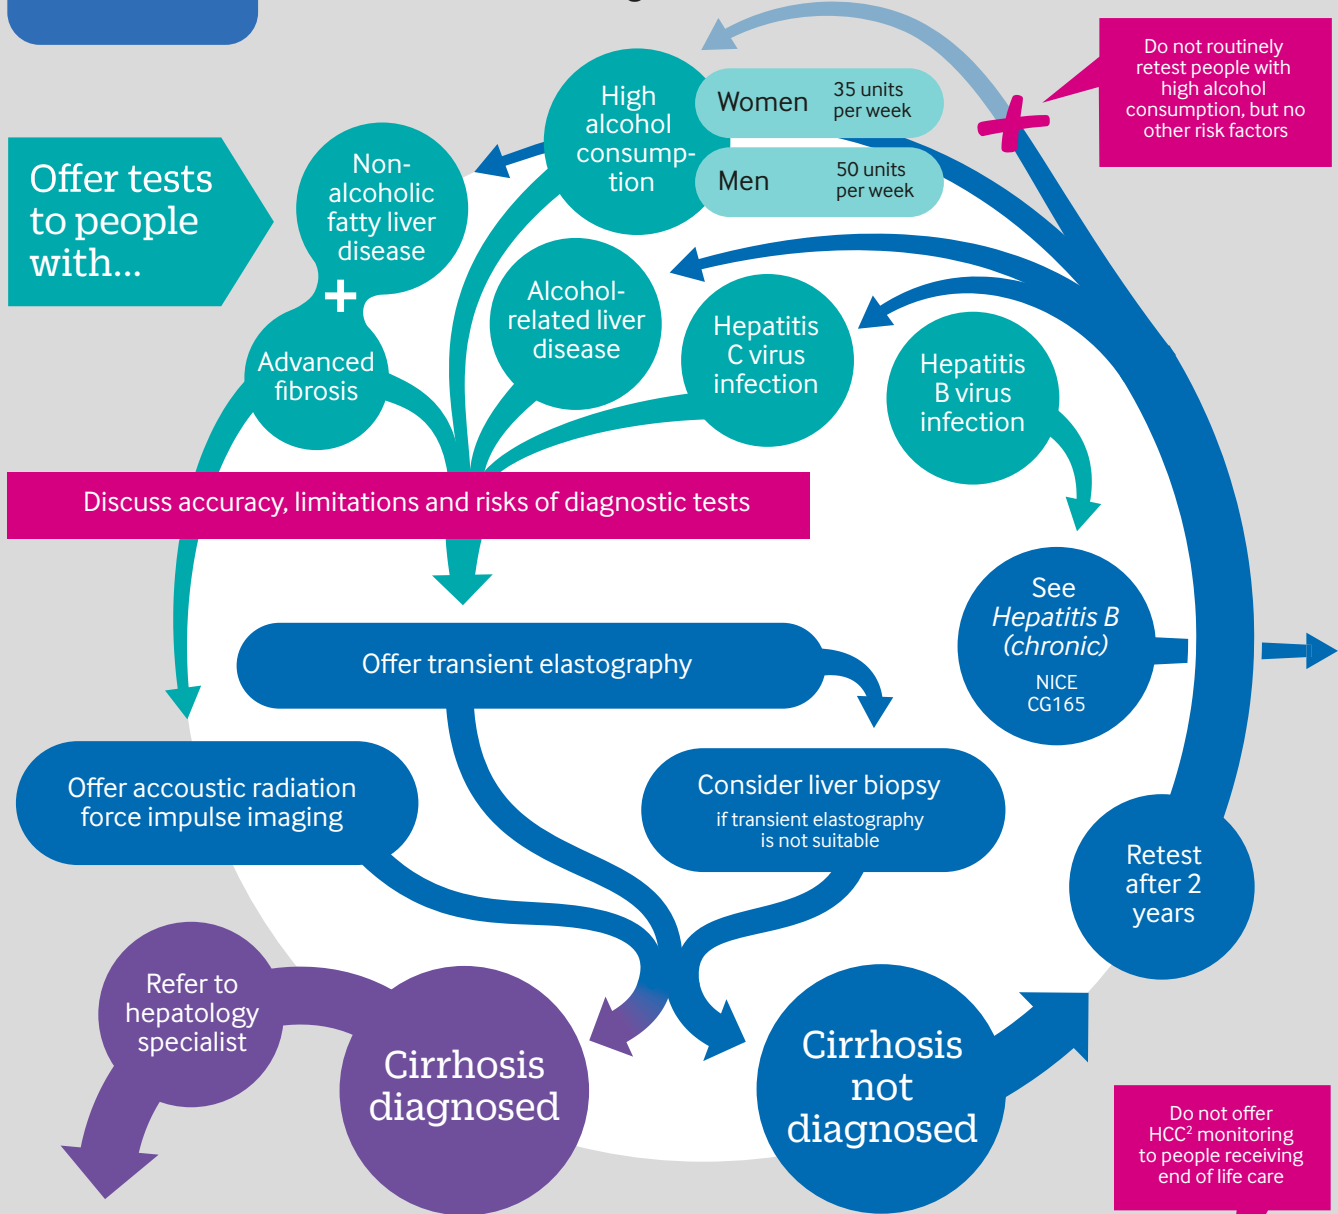 Do not routinely
retest people with
high alcohol
consumption, but no
other risk factors
High
alcohol
consump-
tion
Women
35 units
per week
Men
50 units
per week
Offer tests
to people
with...
Non-
alcoholic
fatty liver
disease
+
Advanced
fibrosis
Alcohol-
related liver
disease
Hepatitis
C virus
infection
Hepatitis
B virus
infection
Discuss accuracy, limitations and risks of diagnostic tests
See
Hepatitis B
(chronic)
NICE
CG165
Offer transient elastography
Offer accoustic radiation
force impulse imaging
Consider liver biopsy
if transient elastography
is not suitable
Retest
after 2
years
Refer to
hepatology
specialist
Cirrhosis
diagnosed
Cirrhosis
not
diagnosed
Do not offer
HCC² monitoring
to people receiving
end of life care